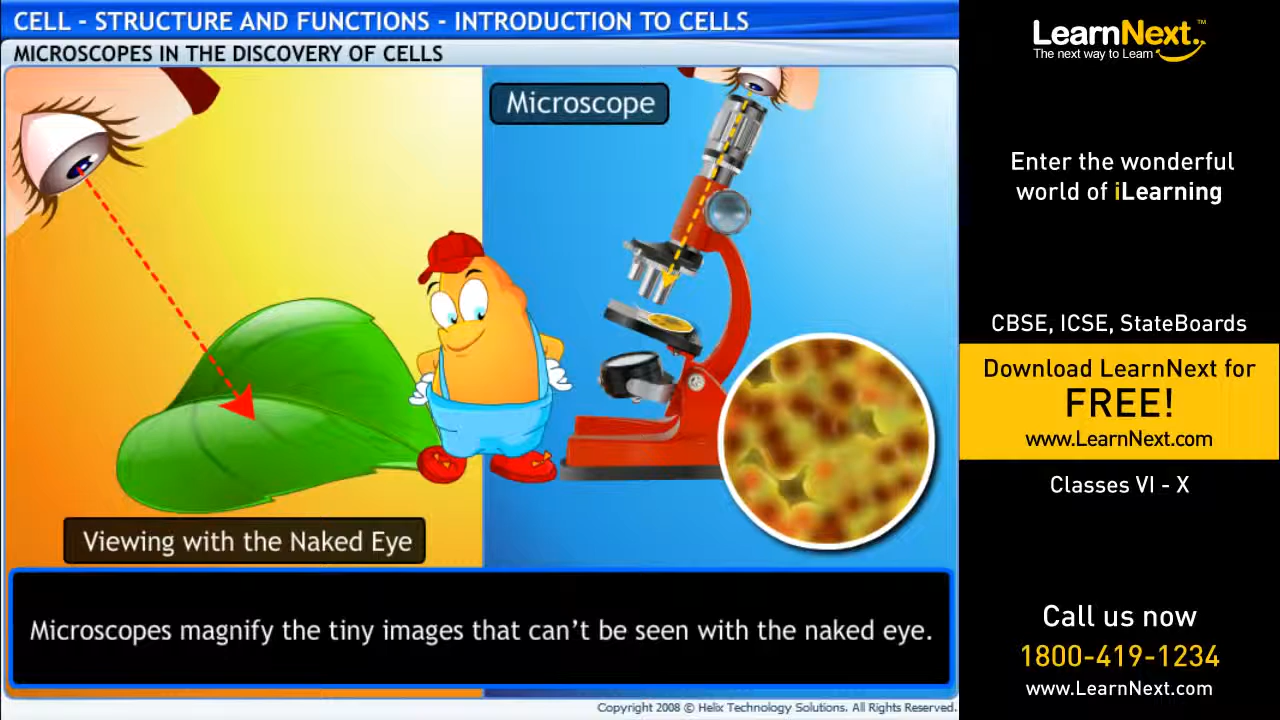 CELL - STRUCTURE AND FUNCTIONS - INTRODUCTION TO CELLS
MICROSCOPES IN THE DISCOVERY OF CELLS
Microscope
Viewing with the Naked Eye
Microscopes magnify the tiny images that can't be seen with the naked eye.
Copyright 2008 © Helix Technology Solutions. All Rights Reserved.
LearnNext.™
The next way to Learn
Enter the wonderful
world of iLearning
CBSE, ICSE, StateBoards
Download LearnNext for
FREE!
www.LearnNext.com
Classes VI - X
Call us now
1800-419-1234
www.LearnNext.com